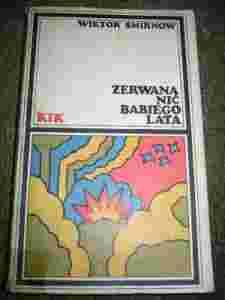 WIKTOR SMIRNOW
ZERWANA
NIĆ
BABIEGO
LATA
KIK